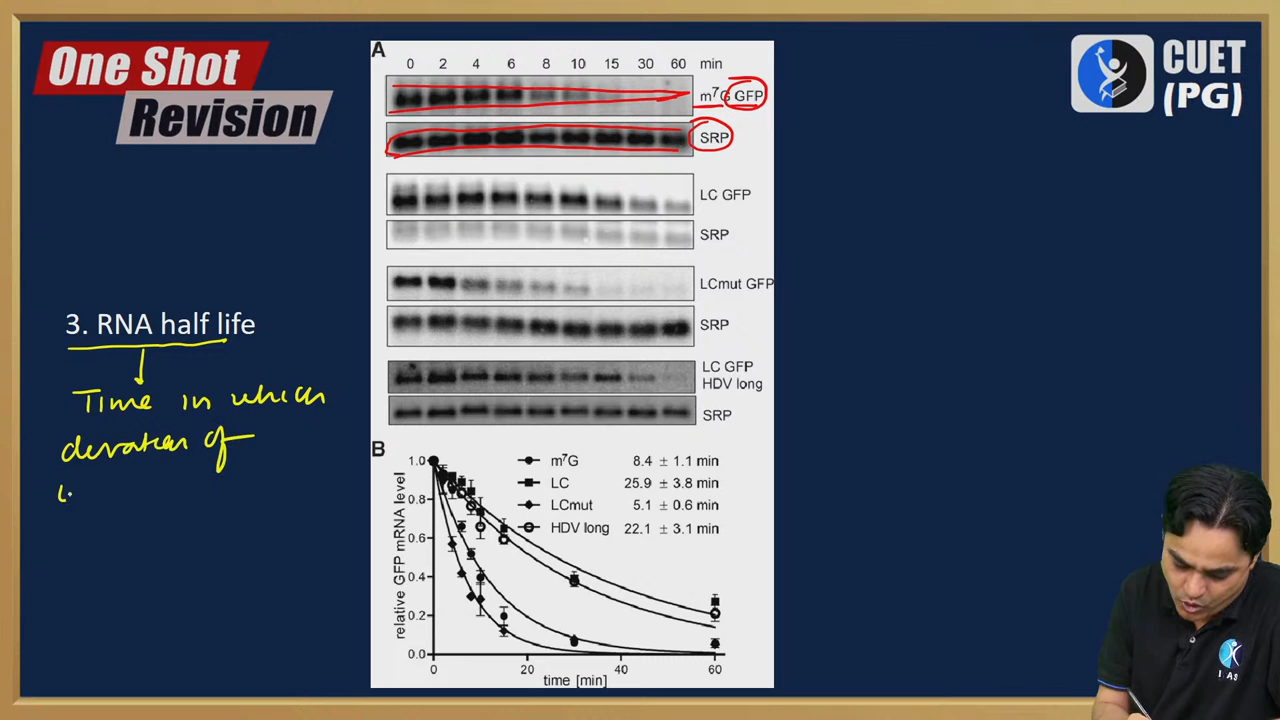 One Shot
Revision
CUET
(PG)
3. RNA half life
Time in which
duration of
A
0 2 4 6 8 10 15 30 60 min
m⁷G GFP
SRP
LC GFP
SRP
LCmut GFP
SRP
LC GFP
HDV long
SRP
B
m⁷G 8.4 ± 1.1 min
LC 25.9 ± 3.8 min
LCmut 5.1 ± 0.6 min
HDV long 22.1 ± 3.1 min
relative GFP mRNA level
1.0
0.8
0.6
0.4
0.2
0.0
0 20 40 60
time [min]